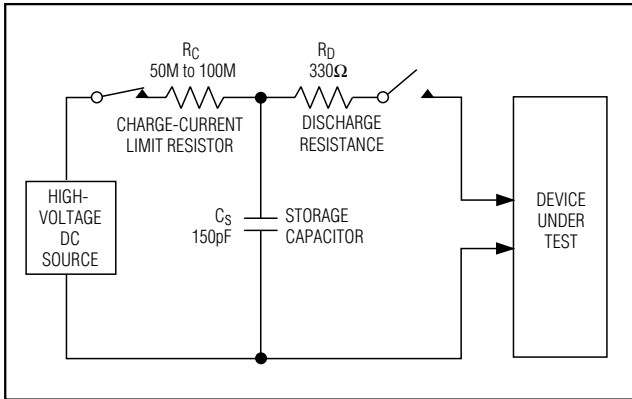 R_C
50M to 100M
CHARGE-CURRENT
LIMIT RESISTOR
R_D
330Ω
DISCHARGE
RESISTANCE
HIGH-
VOLTAGE
DC
SOURCE
C_S
150pF
STORAGE
CAPACITOR
DEVICE
UNDER
TEST